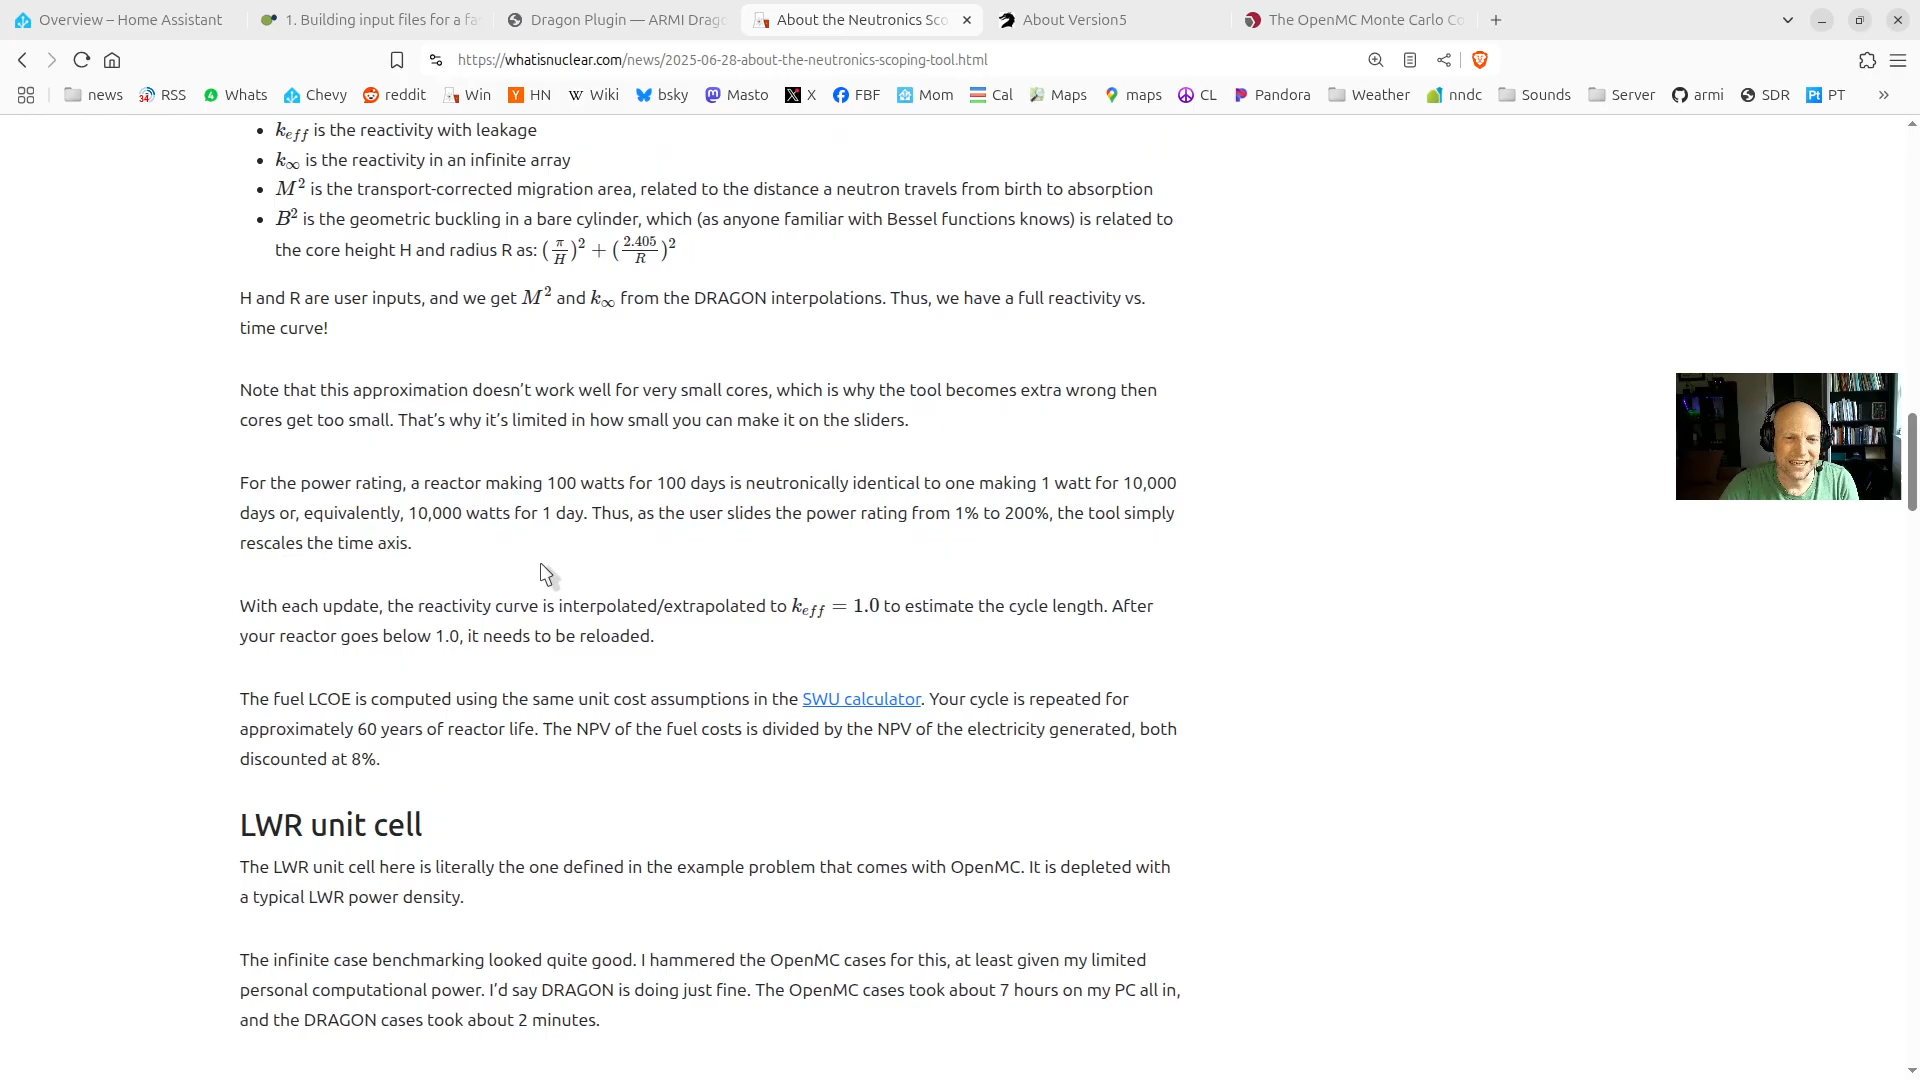 Overview – Home Assistant
1. Building input files for a fa
Dragon Plugin — ARMI Drago
About the Neutronics Sco
About Version5
The OpenMC Monte Carlo Co
https://whatisnuclear.com/news/2025-06-28-about-the-neutronics-scoping-tool.html
news
RSS
Whats
Chevy
reddit
Win
HN
Wiki
bsky
Masto
X
FBF
Mom
Cal
Maps
maps
CL
Pandora
Weather
nndc
Sounds
Server
armi
SDR
PT
k_eff is the reactivity with leakage
k_∞ is the reactivity in an infinite array
M² is the transport-corrected migration area, related to the distance a neutron travels from birth to absorption
B² is the geometric buckling in a bare cylinder, which (as anyone familiar with Bessel functions knows) is related to
the core height H and radius R as: (π/H)² + (2.405/R)²
H and R are user inputs, and we get M² and k_∞ from the DRAGON interpolations. Thus, we have a full reactivity vs.
time curve!
Note that this approximation doesn’t work well for very small cores, which is why the tool becomes extra wrong then
cores get too small. That’s why it’s limited in how small you can make it on the sliders.
For the power rating, a reactor making 100 watts for 100 days is neutronically identical to one making 1 watt for 10,000
days or, equivalently, 10,000 watts for 1 day. Thus, as the user slides the power rating from 1% to 200%, the tool simply
rescales the time axis.
With each update, the reactivity curve is interpolated/extrapolated to k_eff = 1.0 to estimate the cycle length. After
your reactor goes below 1.0, it needs to be reloaded.
The fuel LCOE is computed using the same unit cost assumptions in the SWU calculator. Your cycle is repeated for
approximately 60 years of reactor life. The NPV of the fuel costs is divided by the NPV of the electricity generated, both
discounted at 8%.
LWR unit cell
The LWR unit cell here is literally the one defined in the example problem that comes with OpenMC. It is depleted with
a typical LWR power density.
The infinite case benchmarking looked quite good. I hammered the OpenMC cases for this, at least given my limited
personal computational power. I’d say DRAGON is doing just fine. The OpenMC cases took about 7 hours on my PC all in,
and the DRAGON cases took about 2 minutes.